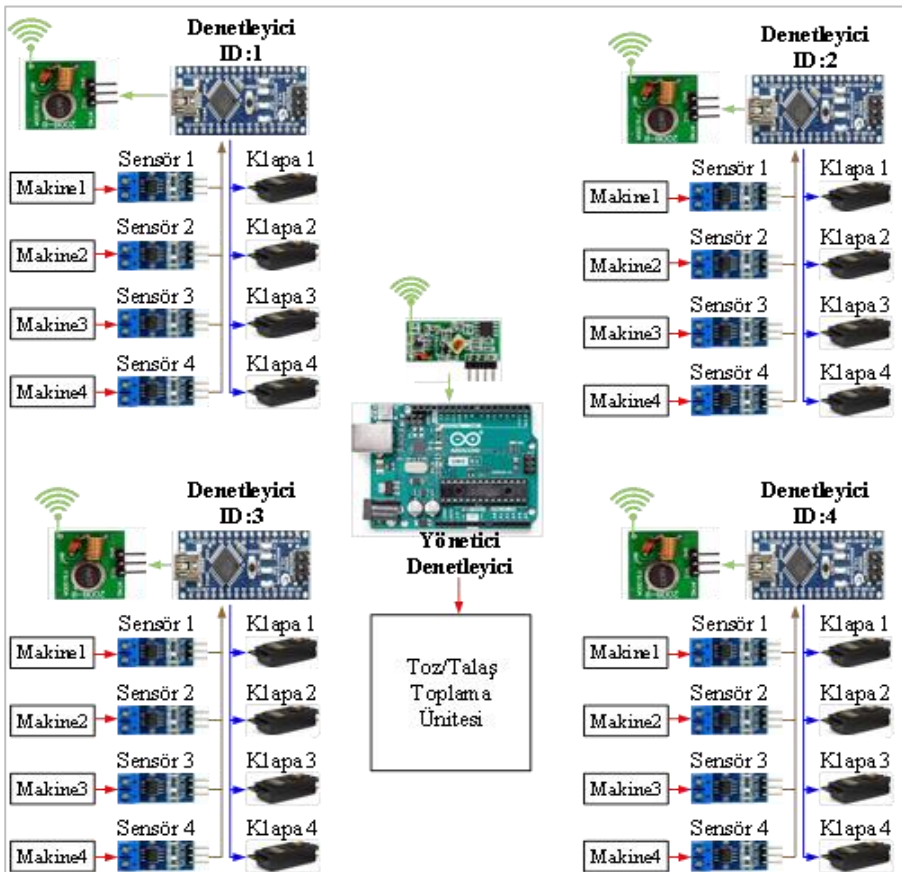 Denetleyici
ID:1
Sensör 1
Klapa 1
Makine1
Sensör 2
Klapa 2
Makine2
Sensör 3
Klapa 3
Makine3
Sensör 4
Klapa 4
Makine4
Denetleyici
ID:2
Sensör 1
Klapa 1
Makine1
Sensör 2
Klapa 2
Makine2
Sensör 3
Klapa 3
Makine3
Sensör 4
Klapa 4
Makine4
Yönetici
Denetleyici
Toz/Talaş
Toplama
Ünitesi
Denetleyici
ID:3
Sensör 1
Klapa 1
Makine1
Sensör 2
Klapa 2
Makine2
Sensör 3
Klapa 3
Makine3
Sensör 4
Klapa 4
Makine4
Denetleyici
ID:4
Sensör 1
Klapa 1
Makine1
Sensör 2
Klapa 2
Makine2
Sensör 3
Klapa 3
Makine3
Sensör 4
Klapa 4
Makine4